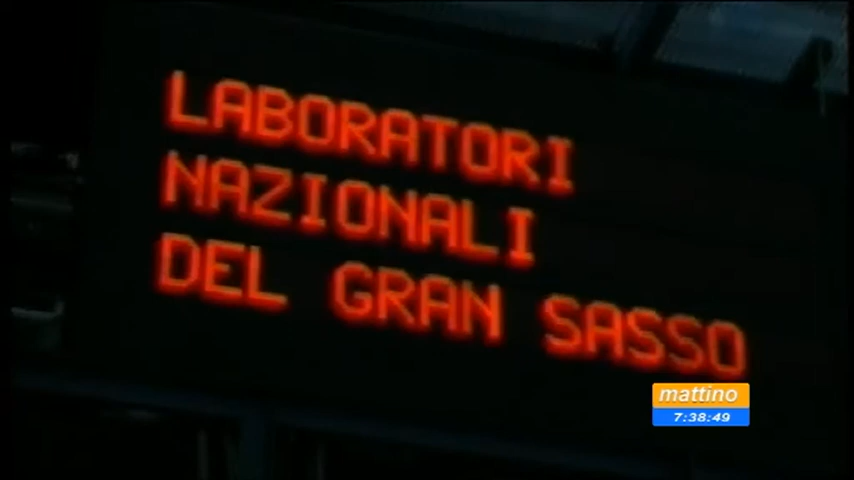 LABORATORI
NAZIONALI
DEL GRAN SASSO
mattino
7:38:49